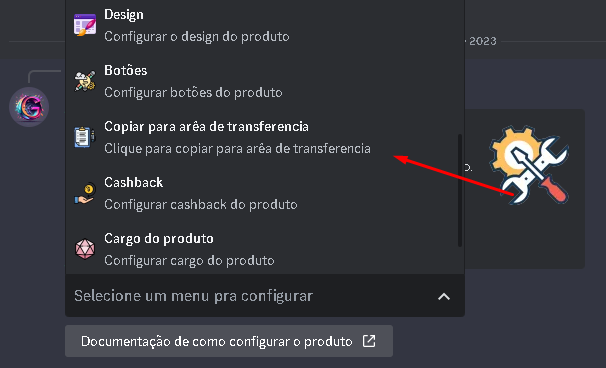 Design
Configurar o design do produto
2023
Botões
Configurar botões do produto
Copiar para arêa de transferencia
Clique para copiar para arêa de transferencia
Cashback
Configurar cashback do produto
Cargo do produto
Configurar cargo do produto
Selecione um menu pra configurar
Documentação de como configurar o produto